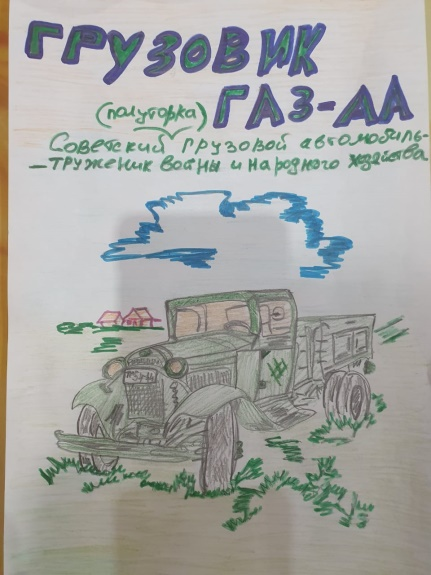 ГРУЗОВИК
(полуторка) ГАЗ-АА
Советский грузовой автомобиль-
-труженик войны и народного хозяйства